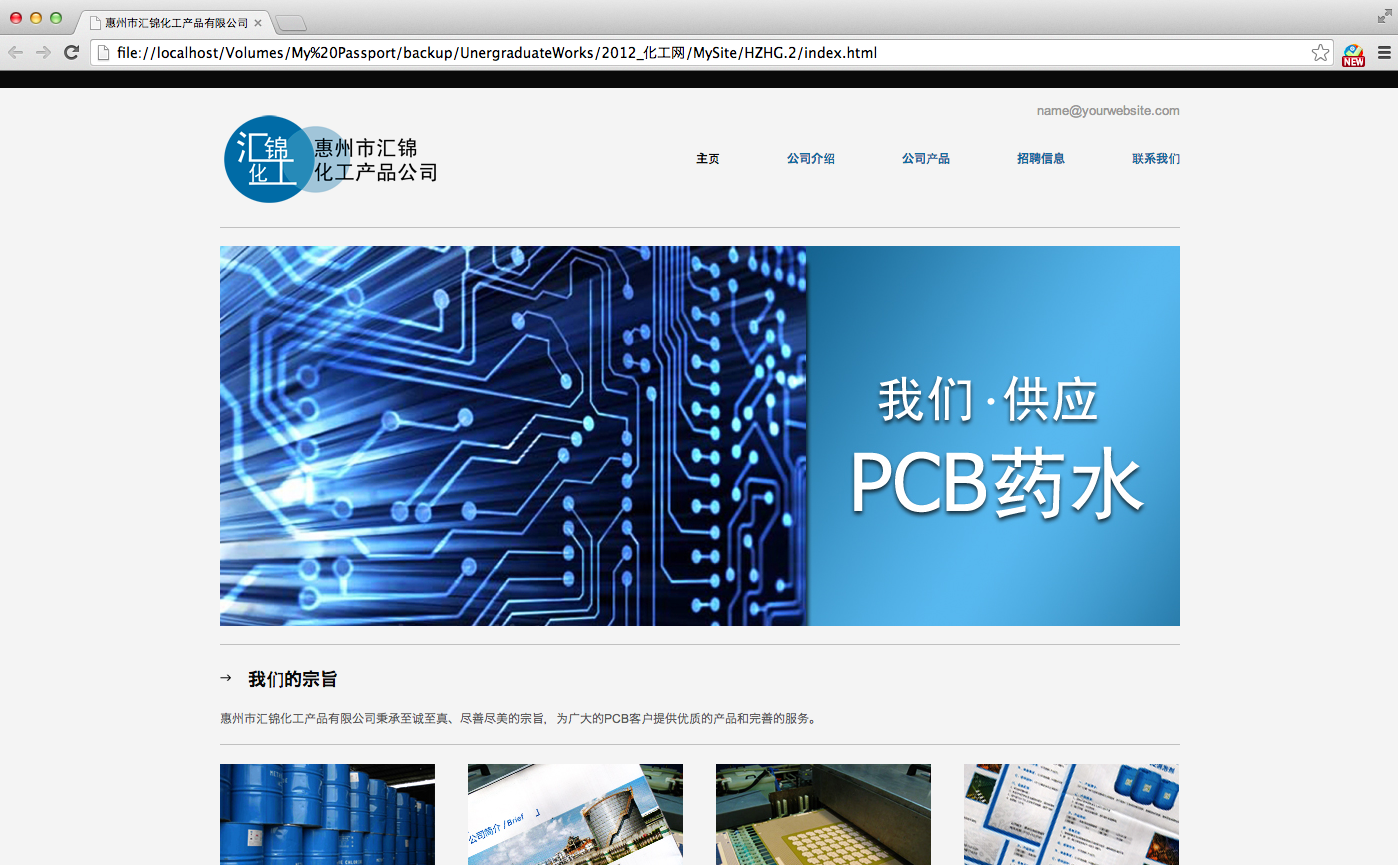 惠州市汇锦化工产品有限公司
file://localhost/Volumes/My%20Passport/backup/UnergraduateWorks/2012_化工网/MySite/HZHG.2/index.html
NEW
name@yourwebsite.com
汇锦
化工
惠州市汇锦
化工产品公司
主页 公司介绍 公司产品 招聘信息 联系我们
我们·供应
PCB药水
→ 我们的宗旨
惠州市汇锦化工产品有限公司秉承至诚至真、尽善尽美的宗旨，为广大的PCB客户提供优质的产品和完善的服务。
公司简介 / Brief